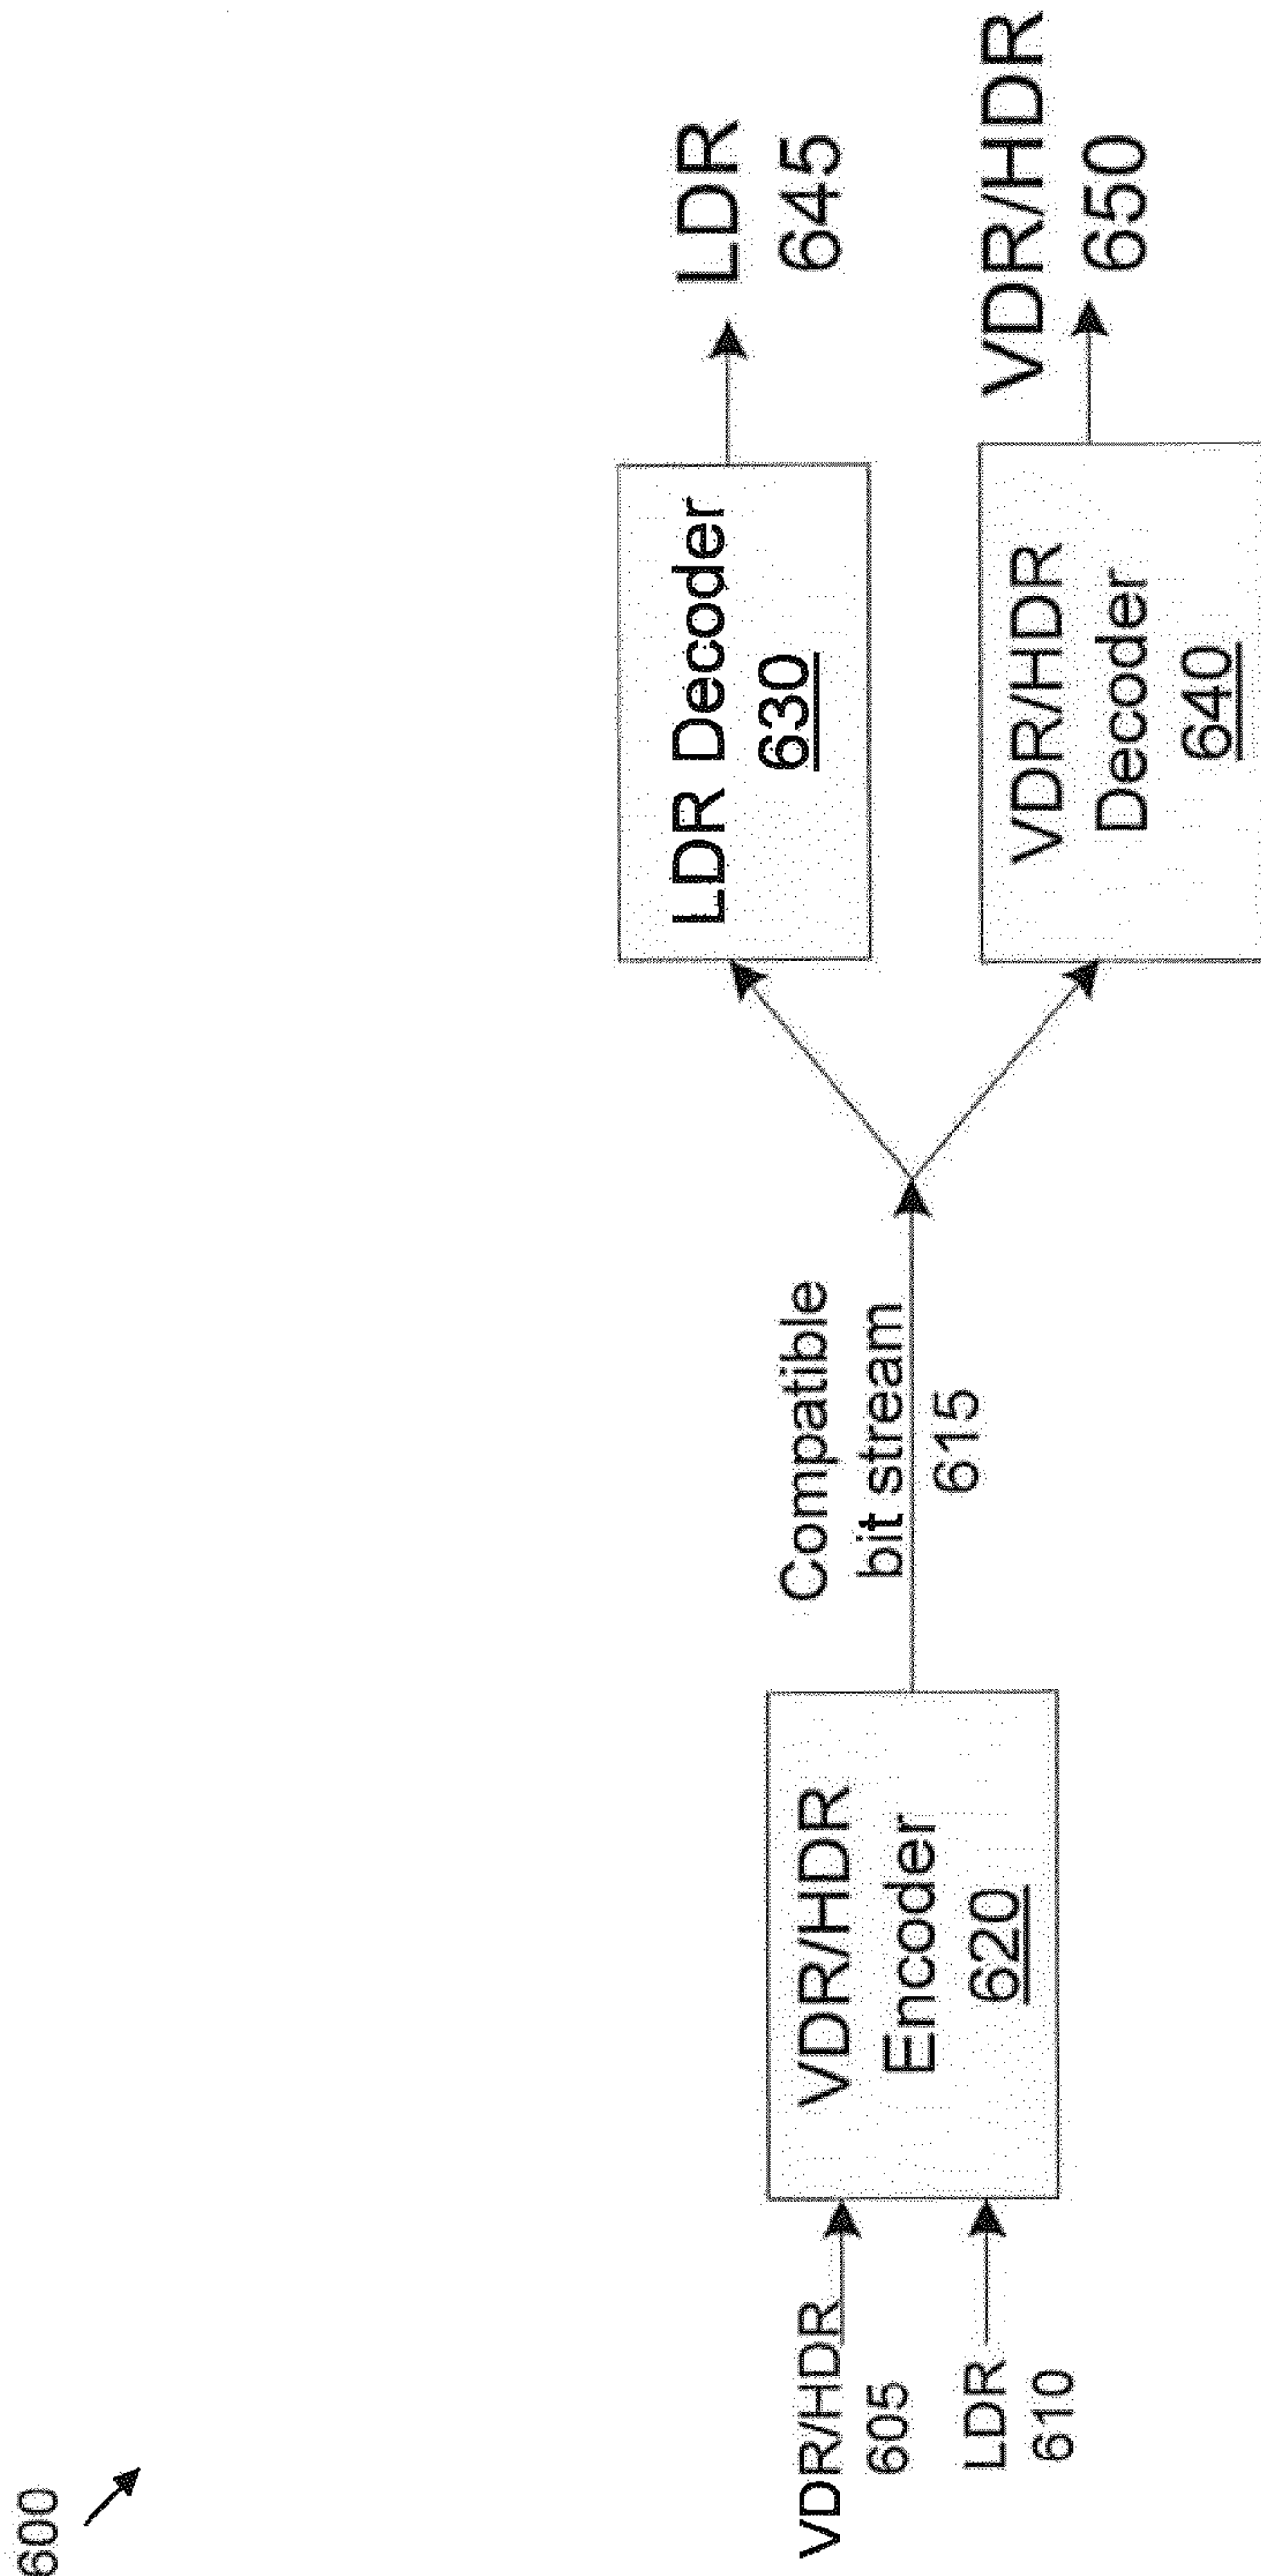 600
VDR/HDR
605
LDR
610
VDR/HDR
Encoder
620
Compatible
bit stream
615
LDR Decoder
630
VDR/HDR
Decoder
640
LDR
645
VDR/HDR
650